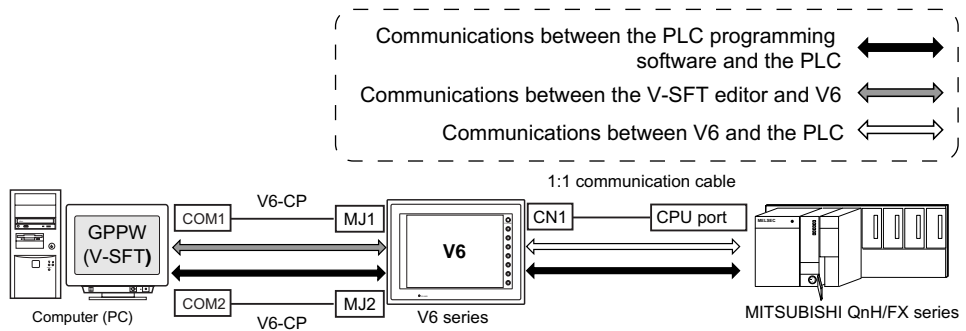 Communications between the PLC programming
software and the PLC
Communications between the V-SFT editor and V6
Communications between V6 and the PLC
1:1 communication cable
V6-CP
COM1
MJ1
CN1
CPU port
MELSEC
GPPW
(V-SFT)
V6
COM2
MJ2
V6-CP
Computer (PC)
V6 series
MITSUBISHI QnH/FX series